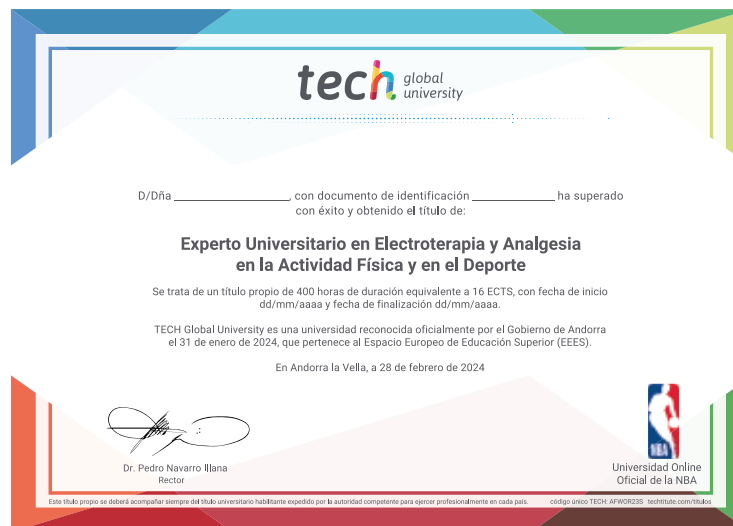 tech global university
D/Dña ____________________, con documento de identificación ______________ ha superado
con éxito y obtenido el título de:
Experto Universitario en Electroterapia y Analgesia
en la Actividad Física y en el Deporte
Se trata de un título propio de 400 horas de duración equivalente a 16 ECTS, con fecha de inicio
dd/mm/aaaa y fecha de finalización dd/mm/aaaa.
TECH Global University es una universidad reconocida oficialmente por el Gobierno de Andorra
el 31 de enero de 2024, que pertenece al Espacio Europeo de Educación Superior (EEES).
En Andorra la Vella, a 28 de febrero de 2024
Dr. Pedro Navarro Illana
Rector
NBA
Universidad Online
Oficial de la NBA
Este título propio se deberá acompañar siempre del título universitario habilitante expedido por la autoridad competente para ejercer profesionalmente en cada país. código único TECH: AFWOR23S techtitute.com/titulos